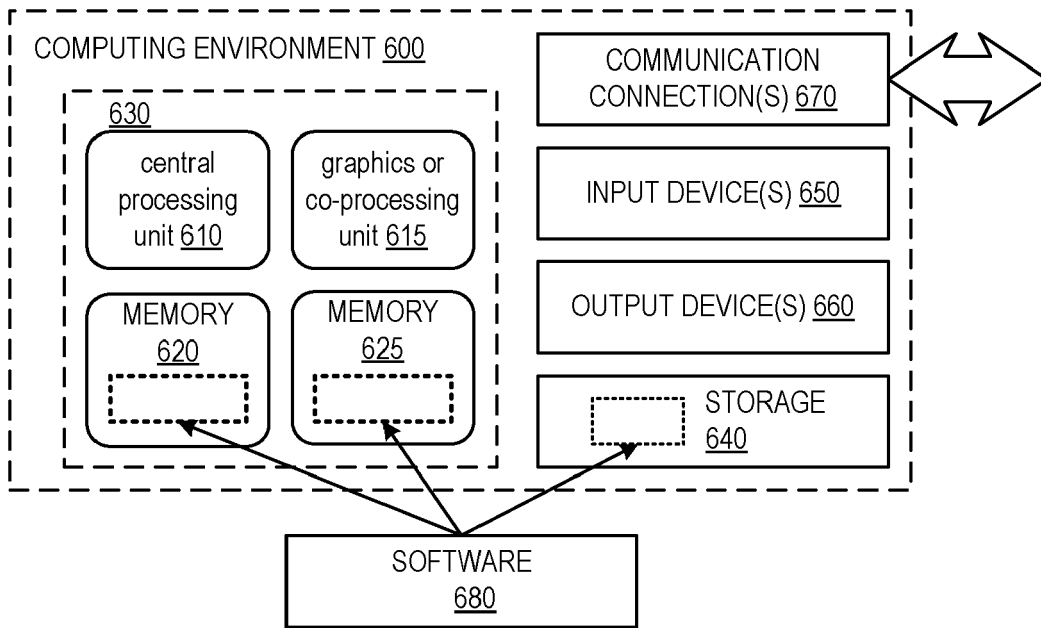 COMPUTING ENVIRONMENT 600
630
central
processing
unit 610
graphics or
co-processing
unit 615
MEMORY
620
MEMORY
625
COMMUNICATION
CONNECTION(S) 670
INPUT DEVICE(S) 650
OUTPUT DEVICE(S) 660
STORAGE
640
SOFTWARE
680